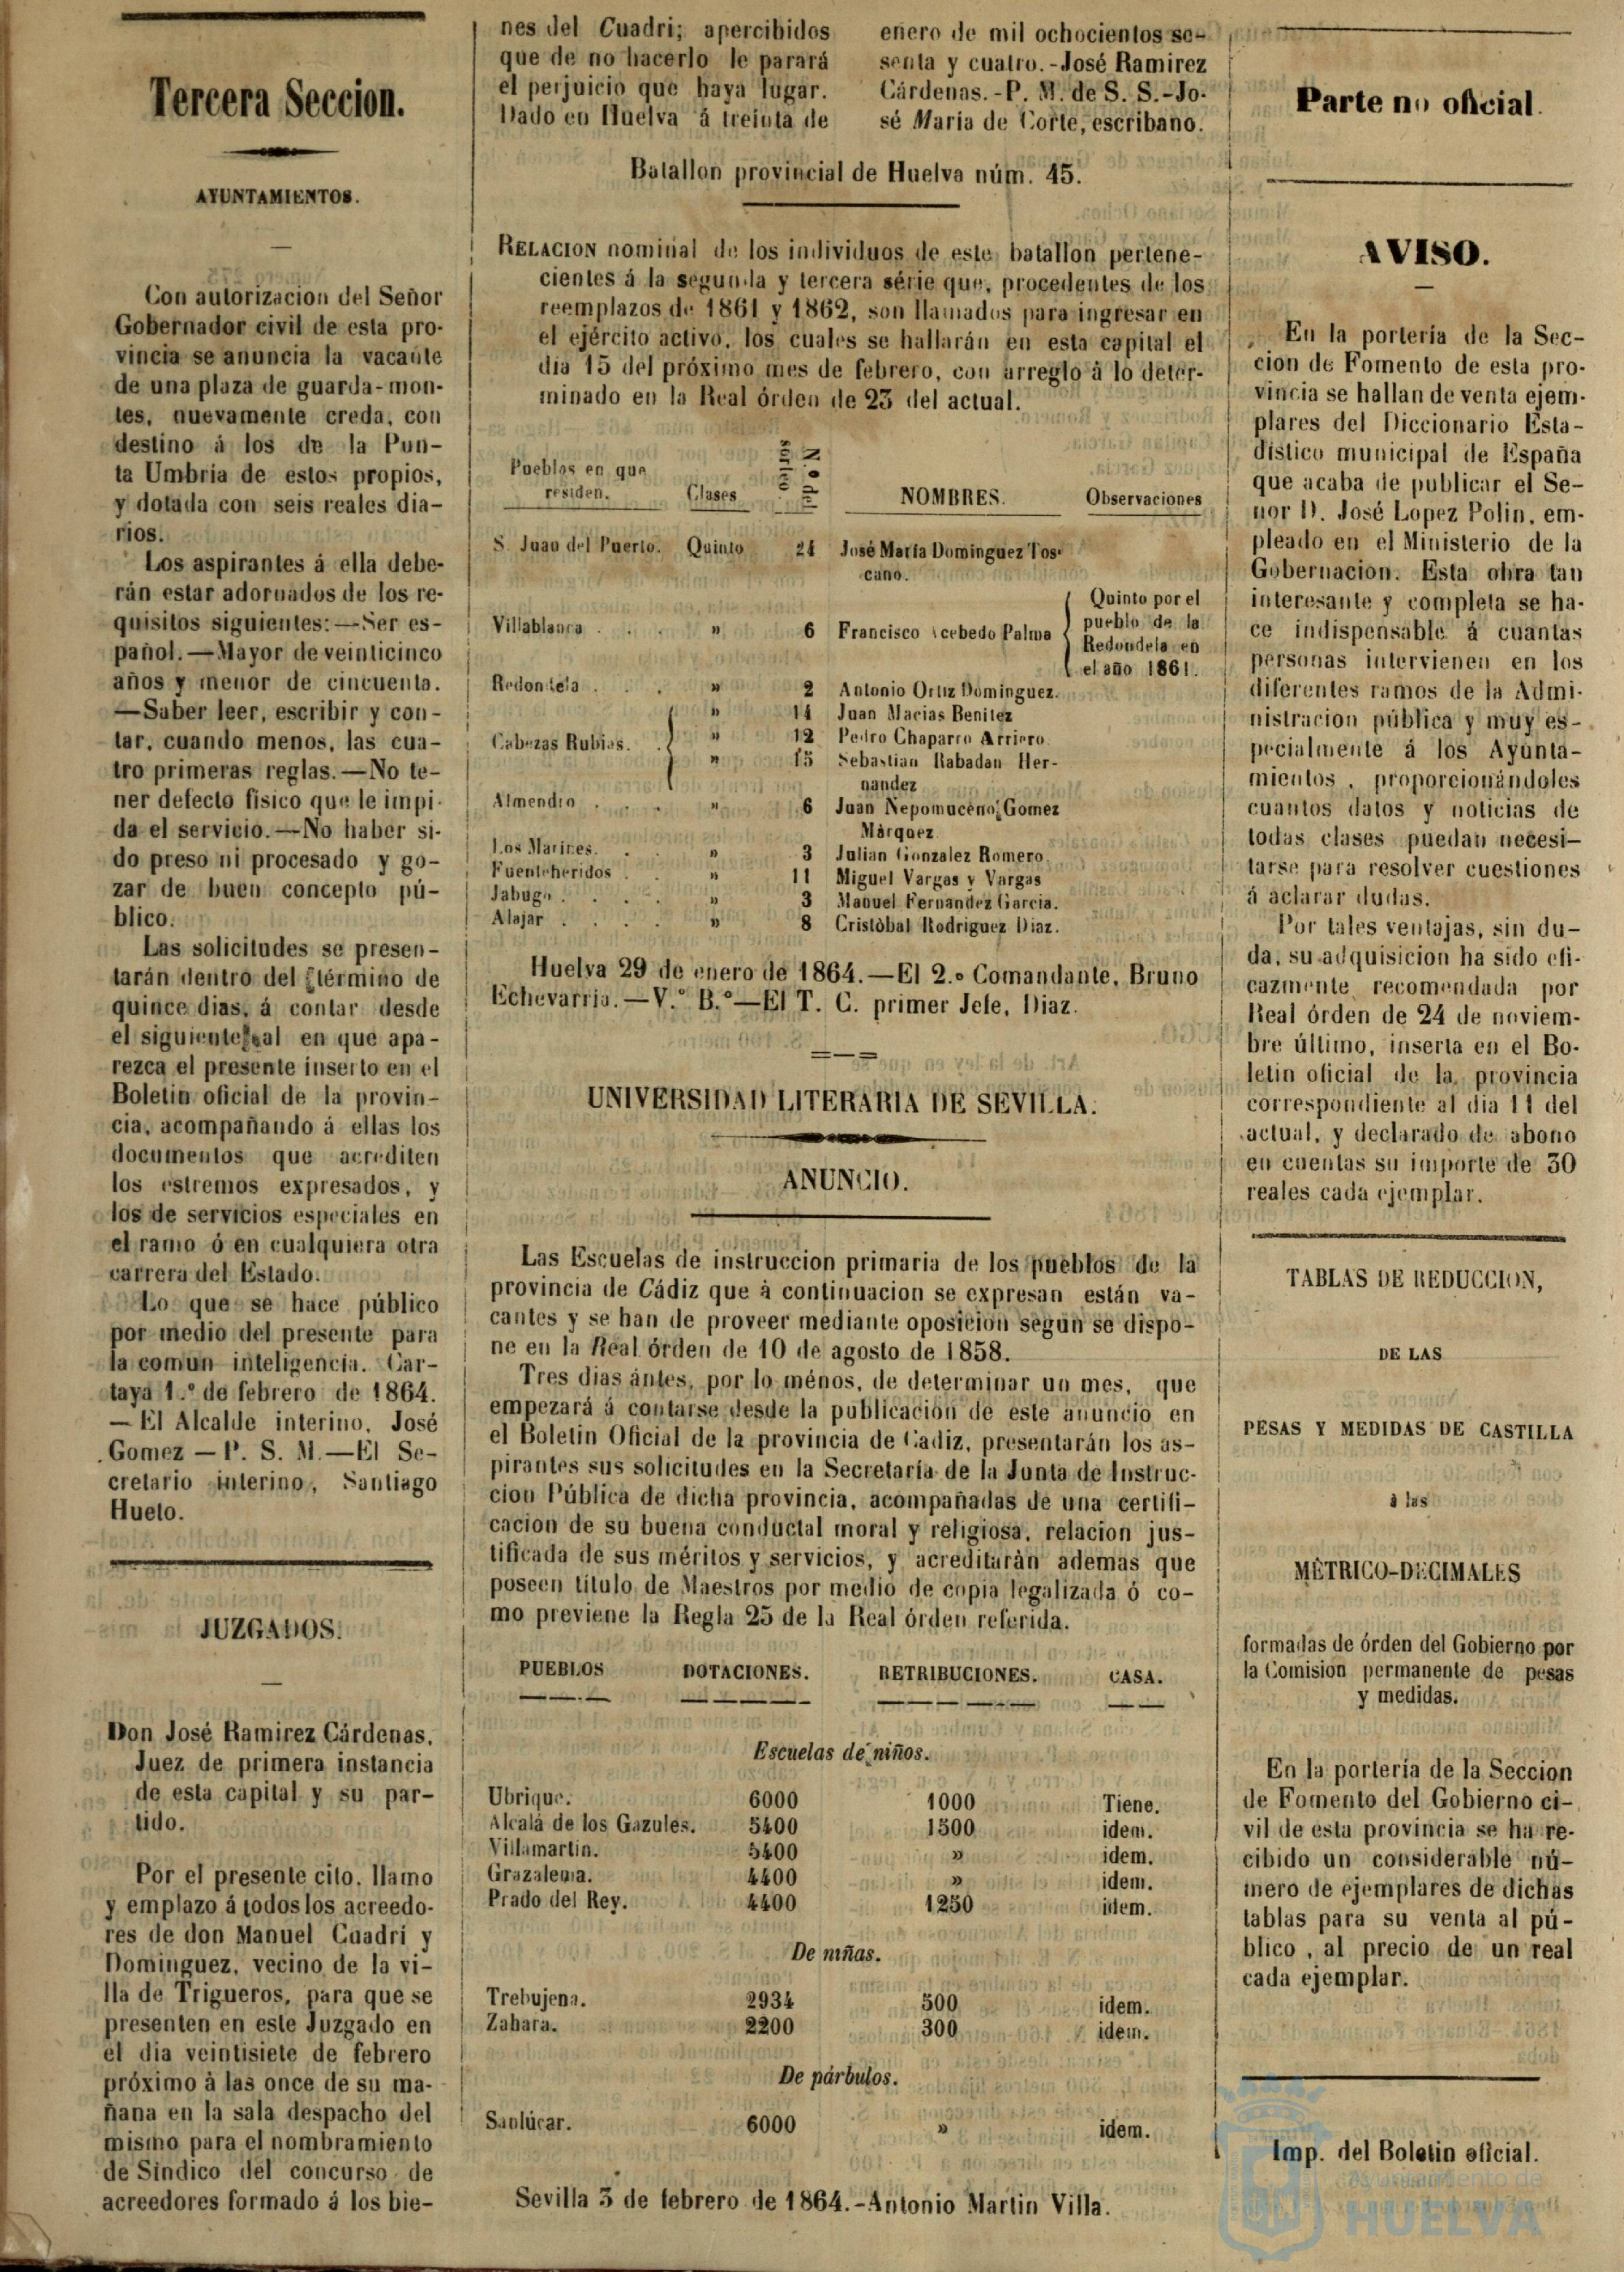 Tercera Seccion.
AYUNTAMIENTOS.
Con autorizacion del Señor
Gobernador civil de esta pro-
vincia se anuncia la vacante
de una plaza de guarda-mon-
tes, nuevamente creda, con
destino á los de la Pun-
ta Umbria de estos propios,
y dotada con seis reales dia-
rios.
Los aspirantes á ella debe-
rán estar adornados de los re-
quisitos siguientes:—Ser es-
pañol.—Mayor de veinticinco
años y menor de cincuenta.
—Saber leer, escribir y con-
tar, cuando menos, las cua-
tro primeras reglas.—No te-
ner defecto fisico que le impi-
da el servicio.—No haber si-
do preso ni procesado y go-
zar de buen concepto pú-
blico.
Las solicitudes se presen-
tarán dentro del término de
quince dias, á contar desde
el siguiente al en que apa-
rezca el presente inserto en el
Boletin oficial de la provin-
cia, acompañando á ellas los
documentos que acrediten
los estremos expresados, y
los de servicios especiales en
el ramo ó en cualquiera otra
carrera del Estado.
Lo que se hace público
por medio del presente para
la comun inteligencia. Car-
taya 1.º de febrero de 1864.
—El Alcalde interino, José
Gomez—P. S. M.—El Se-
cretario interino, Santiago
Huelo.
JUZGADOS.
Don José Ramirez Cárdenas,
Juez de primera instancia
de esta capital y su par-
tido.
Por el presente cito, llamo
y emplazo á todos los acreedo-
res de don Manuel Cuadri y
Dominguez, vecino de la vi-
lla de Trigueros, para que se
presenten en este Juzgado en
el dia veintisiete de febrero
próximo á las once de su ma-
ñana en la sala despacho del
mismo para el nombramiento
de Sindico del concurso de
acreedores formado á los bie-
nes del Cuadri; apercibidos
que de no hacerlo le parará
el perjuicio que haya lugar.
Dado en Huelva á treinta de
enero de mil ochocientos se-
senta y cuatro.-José Ramirez
Cárdenas.-P. M. de S. S.-Jo-
sé Maria de Corte, escribano.
Batallon provincial de Huelva núm. 45.
RELACION nominal de los individuos de este batallon pertene-
cientes á la segunda y tercera série que, procedentes de los
reemplazos de 1861 y 1862, son llamados para ingresar en
el ejército activo, los cuales se hallarán en esta capital el
dia 15 del próximo mes de febrero, con arreglo á lo deter-
minado en la Real órden de 23 del actual.
Pueblos en que
residen. Clases NOMBRES. Observaciones
S. Juan del Puerto. Quinto 24 José Maria Dominguez Tos-
cano.
Villablanca . . . » 6 Francisco Acebedo Palma Quinto por el
pueblo de la
Redondela en
el año 1861.
Redondela . . . » 2 Antonio Ortiz Dominguez.
Cabezas Rubias. » 14 Juan Macias Benitez
» 12 Pedro Chaparro Arriero
» 15 Sebastian Rabadan Her-
nandez
Almendro . . . » 6 Juan Nepomuceno Gomez
Márquez
Los Marines. . . » 3 Julian Gonzalez Romero
Fuenteheridos . . » 11 Miguel Vargas y Vargas
Jabugo . . . . » 3 Manuel Fernandez Garcia.
Alajar . . . . » 8 Cristòbal Rodriguez Diaz.
Huelva 29 de enero de 1864.—El 2.º Comandante, Bruno
Echevarria.—V.º B.º—El T. C. primer Jefe, Diaz.
UNIVERSIDAD LITERARIA DE SEVILLA.
ANUNCIO.
Las Escuelas de instruccion primaria de los pueblos de la
provincia de Cádiz que à continuacion se expresan están va-
cantes y se han de proveer mediante oposicion segun se dispo-
ne en la Real órden de 10 de agosto de 1858.
Tres dias àntes, por lo ménos, de determinar un mes, que
empezará á contarse desde la publicacion de este anuncio en
el Boletin Oficial de la provincia de Cadiz, presentarán los as-
pirantes sus solicitudes en la Secretaría de la Junta de Instruc-
cion Pública de dicha provincia, acompañadas de una certifi-
cacion de su buena conductal moral y religiosa, relacion jus-
tificada de sus méritos y servicios, y acreditarán ademas que
poseen titulo de Maestros por medio de copia legalizada ó co-
mo previene la Regla 25 de la Real órden referida.
PUEBLOS DOTACIONES. RETRIBUCIONES. CASA.
Escuelas de niños.
Ubrique. 6000 1000 Tiene.
Alcalá de los Gazules. 5400 1500 idem.
Villamartin. 5400 » idem.
Grazalema. 4400 » idem.
Prado del Rey. 4400 1250 idem.
De niñas.
Trebujena. 2934 500 idem.
Zahara. 2200 300 idem.
De párbulos.
Sanlúcar. 6000 » idem.
Sevilla 3 de febrero de 1864.-Antonio Martin Villa.
Parte no oficial.
AVISO.
En la portería de la Sec-
cion de Fomento de esta pro-
vincia se hallan de venta ejem-
plares del Diccionario Esta-
dístico municipal de España
que acaba de publicar el Se-
ñor D. José Lopez Polin, em-
pleado en el Ministerio de la
Gobernacion. Esta obra tan
interesante y completa se ha-
ce indispensable á cuantas
personas intervienen en los
diferentes ramos de la Admi-
nistracion pública y muy es-
pecialmente á los Ayunta-
mientos, proporcionándoles
cuantos datos y noticias de
todas clases puedan necesi-
tarse para resolver cuestiones
á aclarar dudas.
Por tales ventajas, sin du-
da, su adquisicion ha sido efi-
cazmente recomendada por
Real órden de 24 de noviem-
bre último, inserta en el Bo-
letin oficial de la provincia
correspondiente al dia 11 del
actual, y declarado de abono
en cuentas su importe de 30
reales cada ejemplar.
TABLAS DE REDUCCION,
DE LAS
PESAS Y MEDIDAS DE CASTILLA
à las
MÉTRICO-DECIMALES
formadas de órden del Gobierno por
la Comision permanente de pesas
y medidas.
En la portería de la Seccion
de Fomento del Gobierno ci-
vil de esta provincia se ha re-
cibido un considerable nú-
mero de ejemplares de dichas
tablas para su venta al pú-
blico, al precio de un real
cada ejemplar.
Imp. del Boletin oficial.
Ayuntamiento de
HUELVA